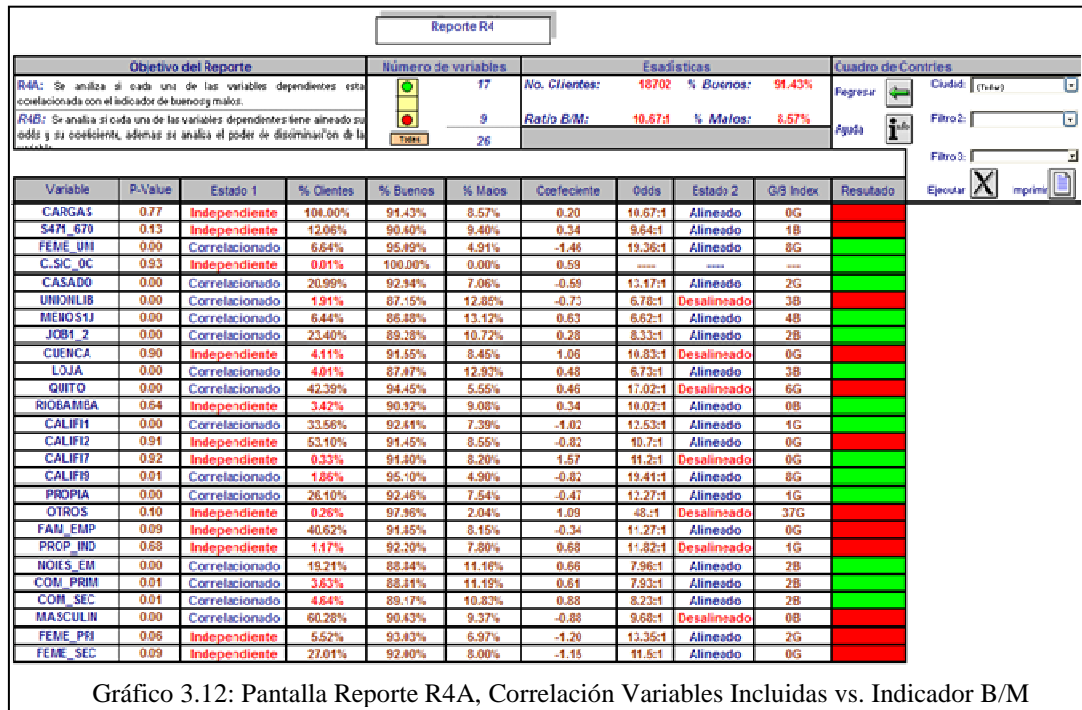 Reporte R4
Objetivo del Reporte Número de variables Estadísticas Cuadro de Contrles
R4A: Se analiza si cada una de las variables dependientes esta
correlacionada con el indicador de buenos y malos.
R4B: Se analisa si cada una de las variables dependientes tiene alineado su
odds y su coeficiente, ademas se analisa el poder de discriminación de la
17
9
Todas 26
No. Clientes: 18702 % Buenos: 91.43%
Ratio B/M: 10.67:1 % Malos: 8.57%
Regresar Ciudad: (Todas)
Ayuda Info Filtro 2:
Filtro 3:
Ejecutar X Imprimir
Variable P-Value Estado 1 % Clientes % Buenos % Malos Coefeciente Odds Estado 2 G/B Index Resultado
CARGAS 0.77 Independiente 100.00% 91.43% 8.57% 0.20 10.67:1 Alineado 0G
S471_670 0.13 Independiente 12.06% 90.60% 9.40% 0.34 9.64:1 Alineado 1B
FEME_UNI 0.00 Correlacionado 6.64% 95.09% 4.91% -1.46 19.36:1 Alineado 8G
0.93 Independiente 0.01% 100.00% 0.00% 0.59 ---- ---- ----
CASADO 0.00 Correlacionado 20.99% 92.94% 7.06% -0.59 13.17:1 Alineado 2G
UNIONLIB 0.00 Correlacionado 1.91% 87.15% 12.85% -0.73 6.78:1 Desalineado 3B
MENOS1J 0.00 Correlacionado 6.44% 86.88% 13.12% 0.63 6.62:1 Alineado 4B
JOB1_2 0.00 Correlacionado 23.40% 89.28% 10.72% 0.28 8.33:1 Alineado 2B
CUENCA 0.90 Independiente 4.11% 91.55% 8.45% 1.06 10.83:1 Desalineado 0G
LOJA 0.00 Correlacionado 4.01% 87.07% 12.93% 0.48 6.73:1 Alineado 3B
QUITO 0.00 Correlacionado 42.39% 94.45% 5.55% 0.46 17.02:1 Desalineado 6G
RIOBAMBA 0.64 Independiente 3.42% 90.92% 9.08% 0.34 10.02:1 Alineado 0B
CALIFI1 0.00 Correlacionado 33.56% 92.61% 7.39% -1.02 12.53:1 Alineado 1G
CALIFI2 0.91 Independiente 53.10% 91.45% 8.55% -0.82 10.7:1 Alineado 0G
CALIFI7 0.92 Independiente 0.33% 91.80% 8.20% 1.57 11.2:1 Desalineado 0G
CALIFI9 0.01 Correlacionado 1.86% 95.10% 4.90% -0.82 19.41:1 Alineado 8G
PROPIA 0.00 Correlacionado 26.10% 92.46% 7.54% -0.47 12.27:1 Alineado 1G
OTROS 0.10 Correlacionado 0.26% 97.96% 2.04% 1.09 48:1 Desalineado 37G
FAM_EMP 0.09 Independiente 40.62% 91.85% 8.15% -0.34 11.27:1 Alineado 0G
PROP_IND 0.68 Independiente 1.17% 92.20% 7.80% 0.68 11.82:1 Desalineado 1G
NOIES_EM 0.00 Correlacionado 19.21% 88.84% 11.16% 0.66 7.96:1 Alineado 2B
COM_PRIM 0.01 Correlacionado 3.63% 88.81% 11.19% 0.61 7.93:1 Alineado 2B
COM_SEC 0.01 Correlacionado 4.64% 89.17% 10.83% 0.88 8.23:1 Alineado 2B
MASCULIN 0.00 Correlacionado 60.28% 90.63% 9.37% -0.88 9.68:1 Desalineado 0B
FEME_PRI 0.06 Independiente 5.52% 93.03% 6.97% -1.20 13.35:1 Alineado 2G
FEME_SEC 0.09 Independiente 27.01% 92.00% 8.00% -1.15 11.5:1 Alineado 0G
Gráfico 3.12: Pantalla Reporte R4A, Correlación Variables Incluidas vs. Indicador B/M